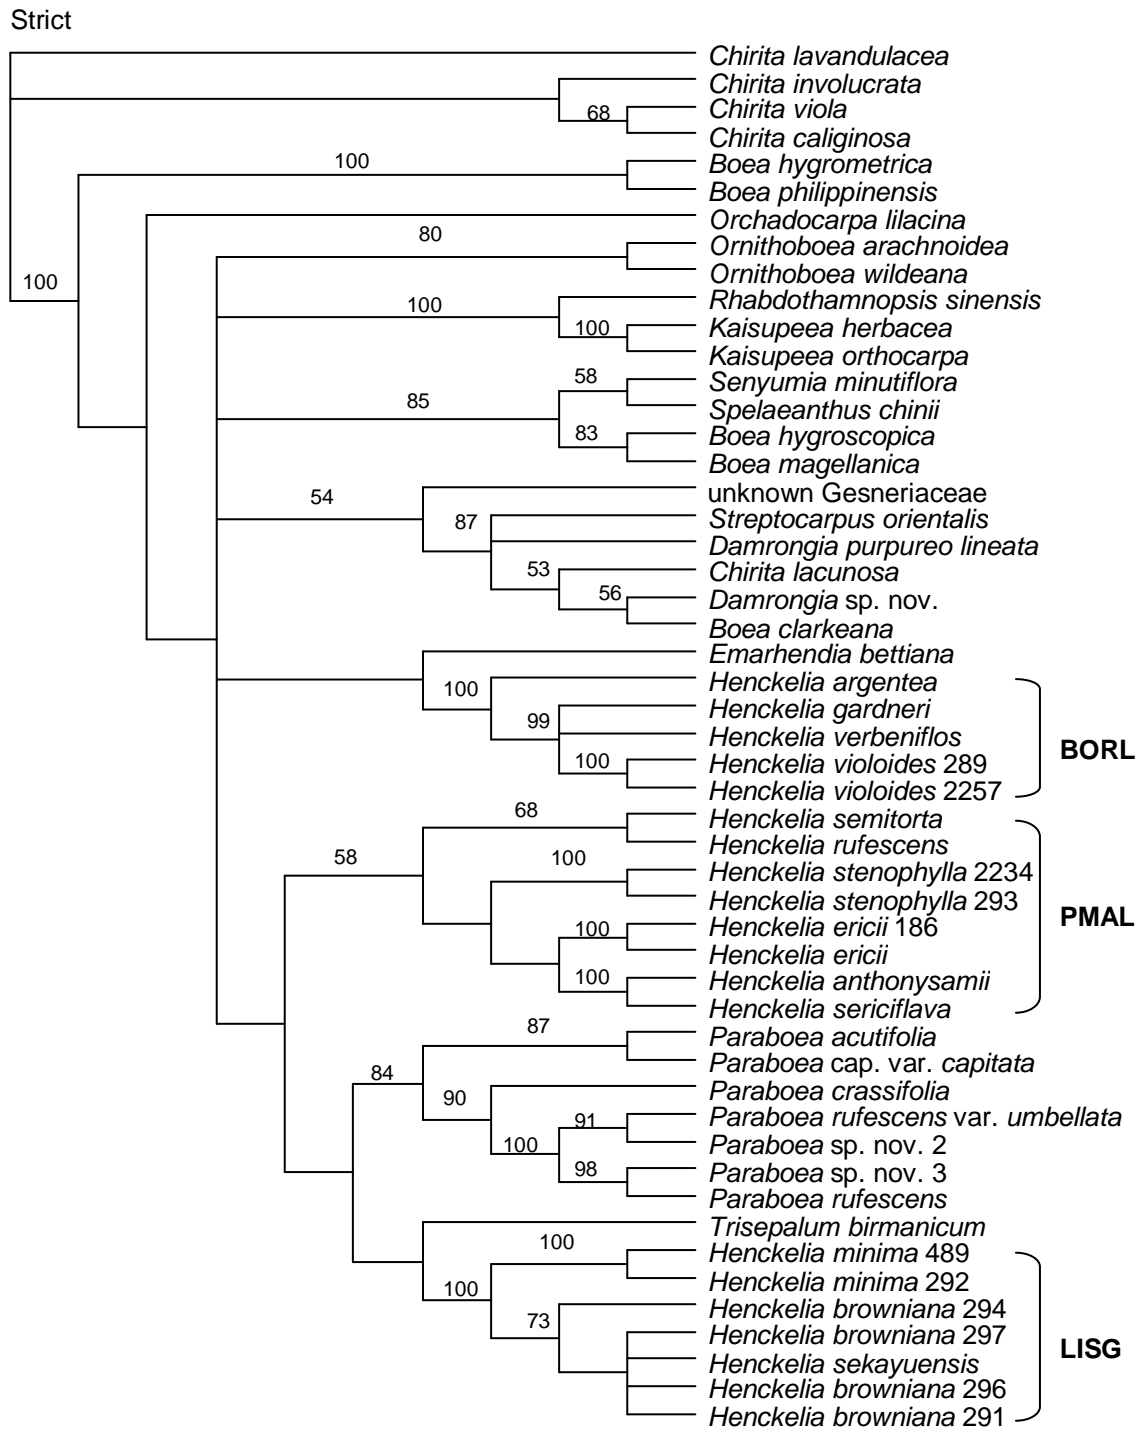 Strict
Chirita lavandulacea
Chirita involucrata
68 Chirita viola
Chirita caliginosa
100 Boea hygrometrica
Boea philippinensis
Orchadocarpa lilacina
80 Ornithoboea arachnoidea
Ornithoboea wildeana
100
100 Rhabdothamnopsis sinensis
100 Kaisupeea herbacea
Kaisupeea orthocarpa
58 Senyumia minutiflora
85 Spelaeanthus chinii
83 Boea hygroscopica
Boea magellanica
54 unknown Gesneriaceae
87 Streptocarpus orientalis
Damrongia purpureo lineata
53 Chirita lacunosa
56 Damrongia sp. nov.
Boea clarkeana
Emarhendia bettiana
100 Henckelia argentea
99 Henckelia gardneri
Henckelia verbeniflos
BORL
100 Henckelia violoides 289
Henckelia violoides 2257
68 Henckelia semitorta
Henckelia rufescens
58 100 Henckelia stenophylla 2234
Henckelia stenophylla 293
PMAL
100 Henckelia ericii 186
Henckelia ericii
100 Henckelia anthonysamii
Henckelia sericiflava
87 Paraboea acutifolia
Paraboea cap. var. capitata
84
90 Paraboea crassifolia
91 Paraboea rufescens var. umbellata
100 Paraboea sp. nov. 2
98 Paraboea sp. nov. 3
Paraboea rufescens
Trisepalum birmanicum
100 Henckelia minima 489
100 Henckelia minima 292
73 Henckelia browniana 294
Henckelia browniana 297
LISG
Henckelia sekayuensis
Henckelia browniana 296
Henckelia browniana 291